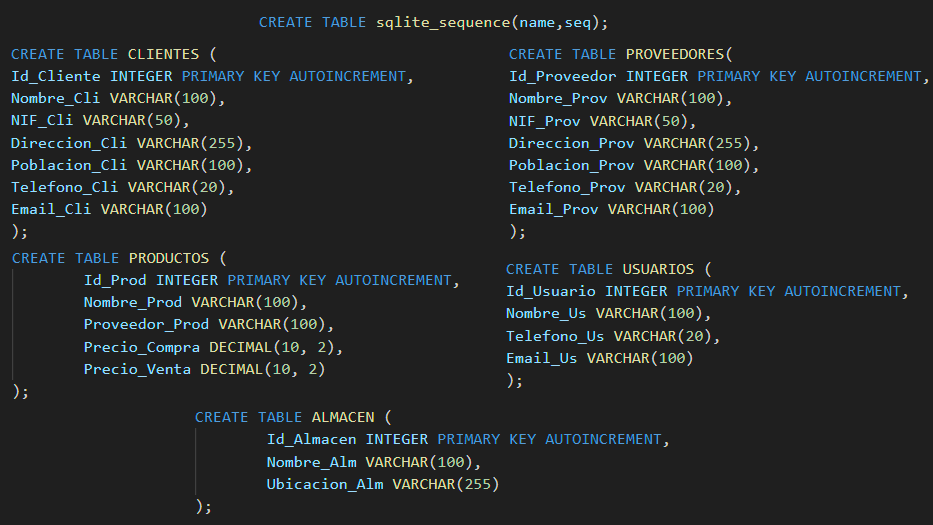 CREATE TABLE sqlite_sequence(name,seq);
CREATE TABLE CLIENTES (
Id_Cliente INTEGER PRIMARY KEY AUTOINCREMENT,
Nombre_Cli VARCHAR(100),
NIF_Cli VARCHAR(50),
Direccion_Cli VARCHAR(255),
Poblacion_Cli VARCHAR(100),
Telefono_Cli VARCHAR(20),
Email_Cli VARCHAR(100)
);
CREATE TABLE PROVEEDORES(
Id_Proveedor INTEGER PRIMARY KEY AUTOINCREMENT,
Nombre_Prov VARCHAR(100),
NIF_Prov VARCHAR(50),
Direccion_Prov VARCHAR(255),
Poblacion_Prov VARCHAR(100),
Telefono_Prov VARCHAR(20),
Email_Prov VARCHAR(100)
);
CREATE TABLE PRODUCTOS (
Id_Prod INTEGER PRIMARY KEY AUTOINCREMENT,
Nombre_Prod VARCHAR(100),
Proveedor_Prod VARCHAR(100),
Precio_Compra DECIMAL(10, 2),
Precio_Venta DECIMAL(10, 2)
);
CREATE TABLE USUARIOS (
Id_Usuario INTEGER PRIMARY KEY AUTOINCREMENT,
Nombre_Us VARCHAR(100),
Telefono_Us VARCHAR(20),
Email_Us VARCHAR(100)
);
CREATE TABLE ALMACEN (
Id_Almacen INTEGER PRIMARY KEY AUTOINCREMENT,
Nombre_Alm VARCHAR(100),
Ubicacion_Alm VARCHAR(255)
);